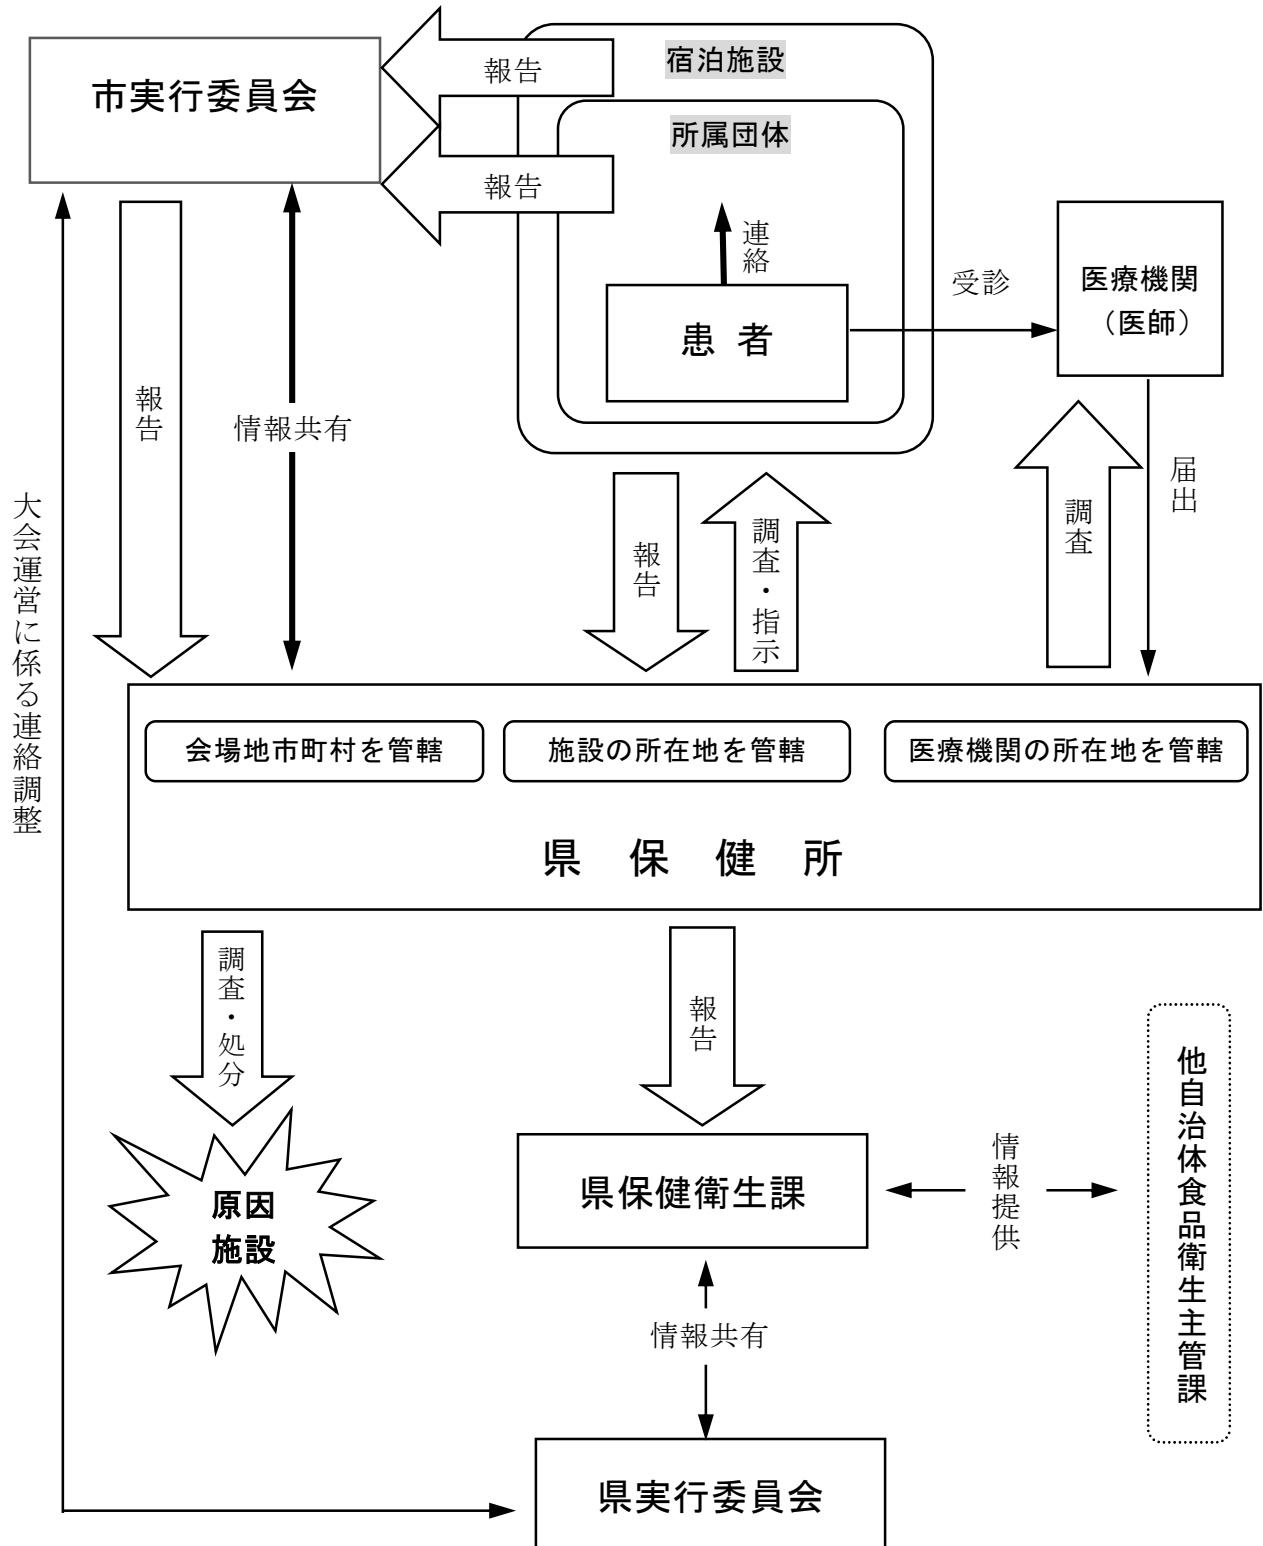 宿泊施設
報告
市実行委員会
所属団体
報告
連絡
受診
医療機関
（医師）
患 者
報告
情報共有
届出
調査
大会運営に係る連絡調整
報告
調査・指示
会場地市町村を管轄
施設の所在地を管轄
医療機関の所在地を管轄
県 保 健 所
調査・処分
報告
他自治体食品衛生主管課
情報提供
県保健衛生課
原因
施設
情報共有
県実行委員会